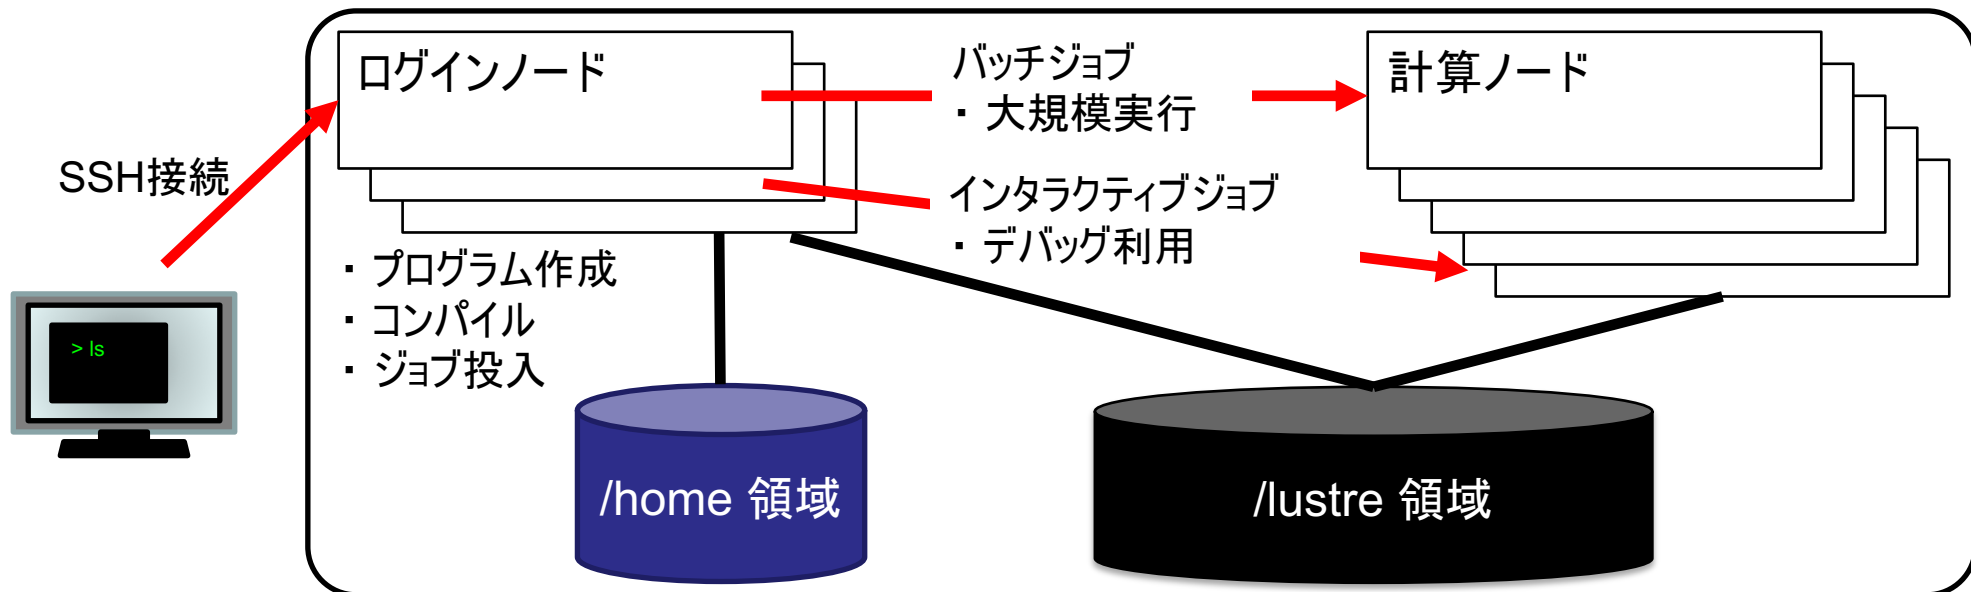 ログインノード
バッチジョブ
・大規模実行
計算ノード
SSH接続
インタラクティブジョブ
・デバッグ利用
・プログラム作成
・コンパイル
・ジョブ投入
> ls
/home 領域
/lustre 領域